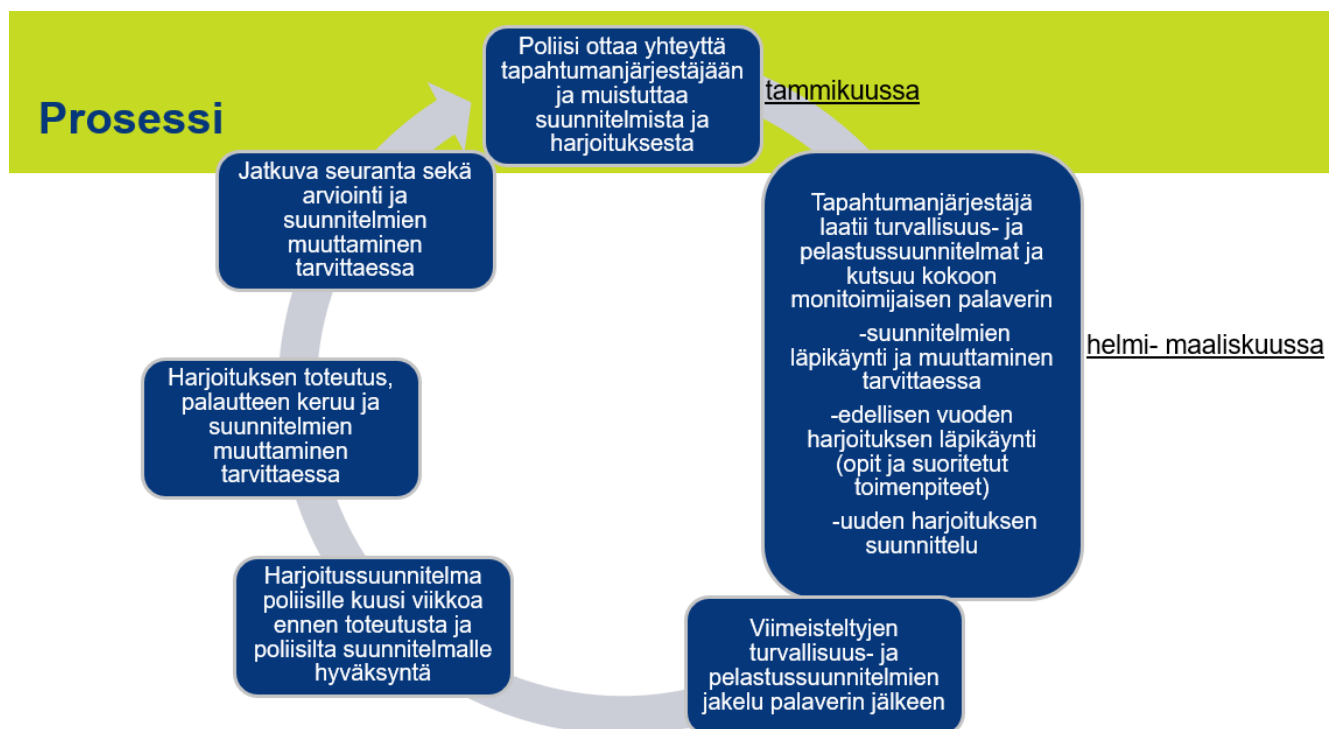 Prosessi
Poliisi ottaa yhteyttä
tapahtumanjärjestäjään
ja muistuttaa
suunnitelmista ja
harjoituksesta
tammikuussa
Tapahtumanjärjestäjä
laatii turvallisuus- ja
pelastussuunnitelmat ja
kutsuu kokoon
monitoimijaisen palaverin
-suunnitelmien
läpikäynti ja muuttaminen
tarvittaessa
-edellisen vuoden
harjoituksen läpikäynti
(opit ja suoritetut
toimenpiteet)
-uuden harjoituksen
suunnittelu
helmi- maaliskuussa
Viimeisteltyjen
turvallisuus- ja
pelastussuunnitelmien
jakelu palaverin jälkeen
Harjoitussuunnitelma
poliisille kuusi viikkoa
ennen toteutusta ja
poliisilta suunnitelmalle
hyväksyntä
Harjoituksen toteutus,
palautteen keruu ja
suunnitelmien
muuttaminen
tarvittaessa
Jatkuva seuranta sekä
arviointi ja
suunnitelmien
muuttaminen
tarvittaessa